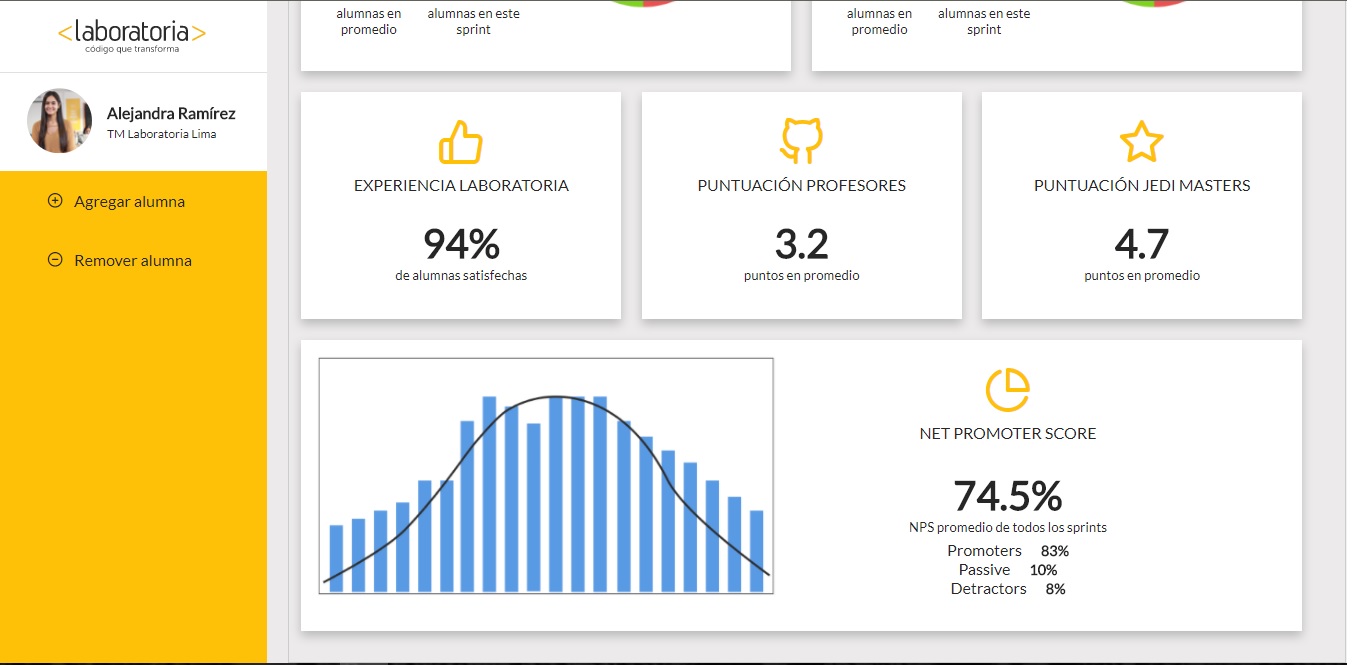 <laboratoria>
código que transforma
Alejandra Ramírez
TM Laboratoria Lima
Agregar alumna
Remover alumna
alumnas en
promedio
alumnas en este
sprint
alumnas en
promedio
alumnas en este
sprint
EXPERIENCIA LABORATORIA
94%
de alumnas satisfechas
PUNTUACIÓN PROFESORES
3.2
puntos en promedio
PUNTUACIÓN JEDI MASTERS
4.7
puntos en promedio
NET PROMOTER SCORE
74.5%
NPS promedio de todos los sprints
Promoters 83%
Passive 10%
Detractors 8%